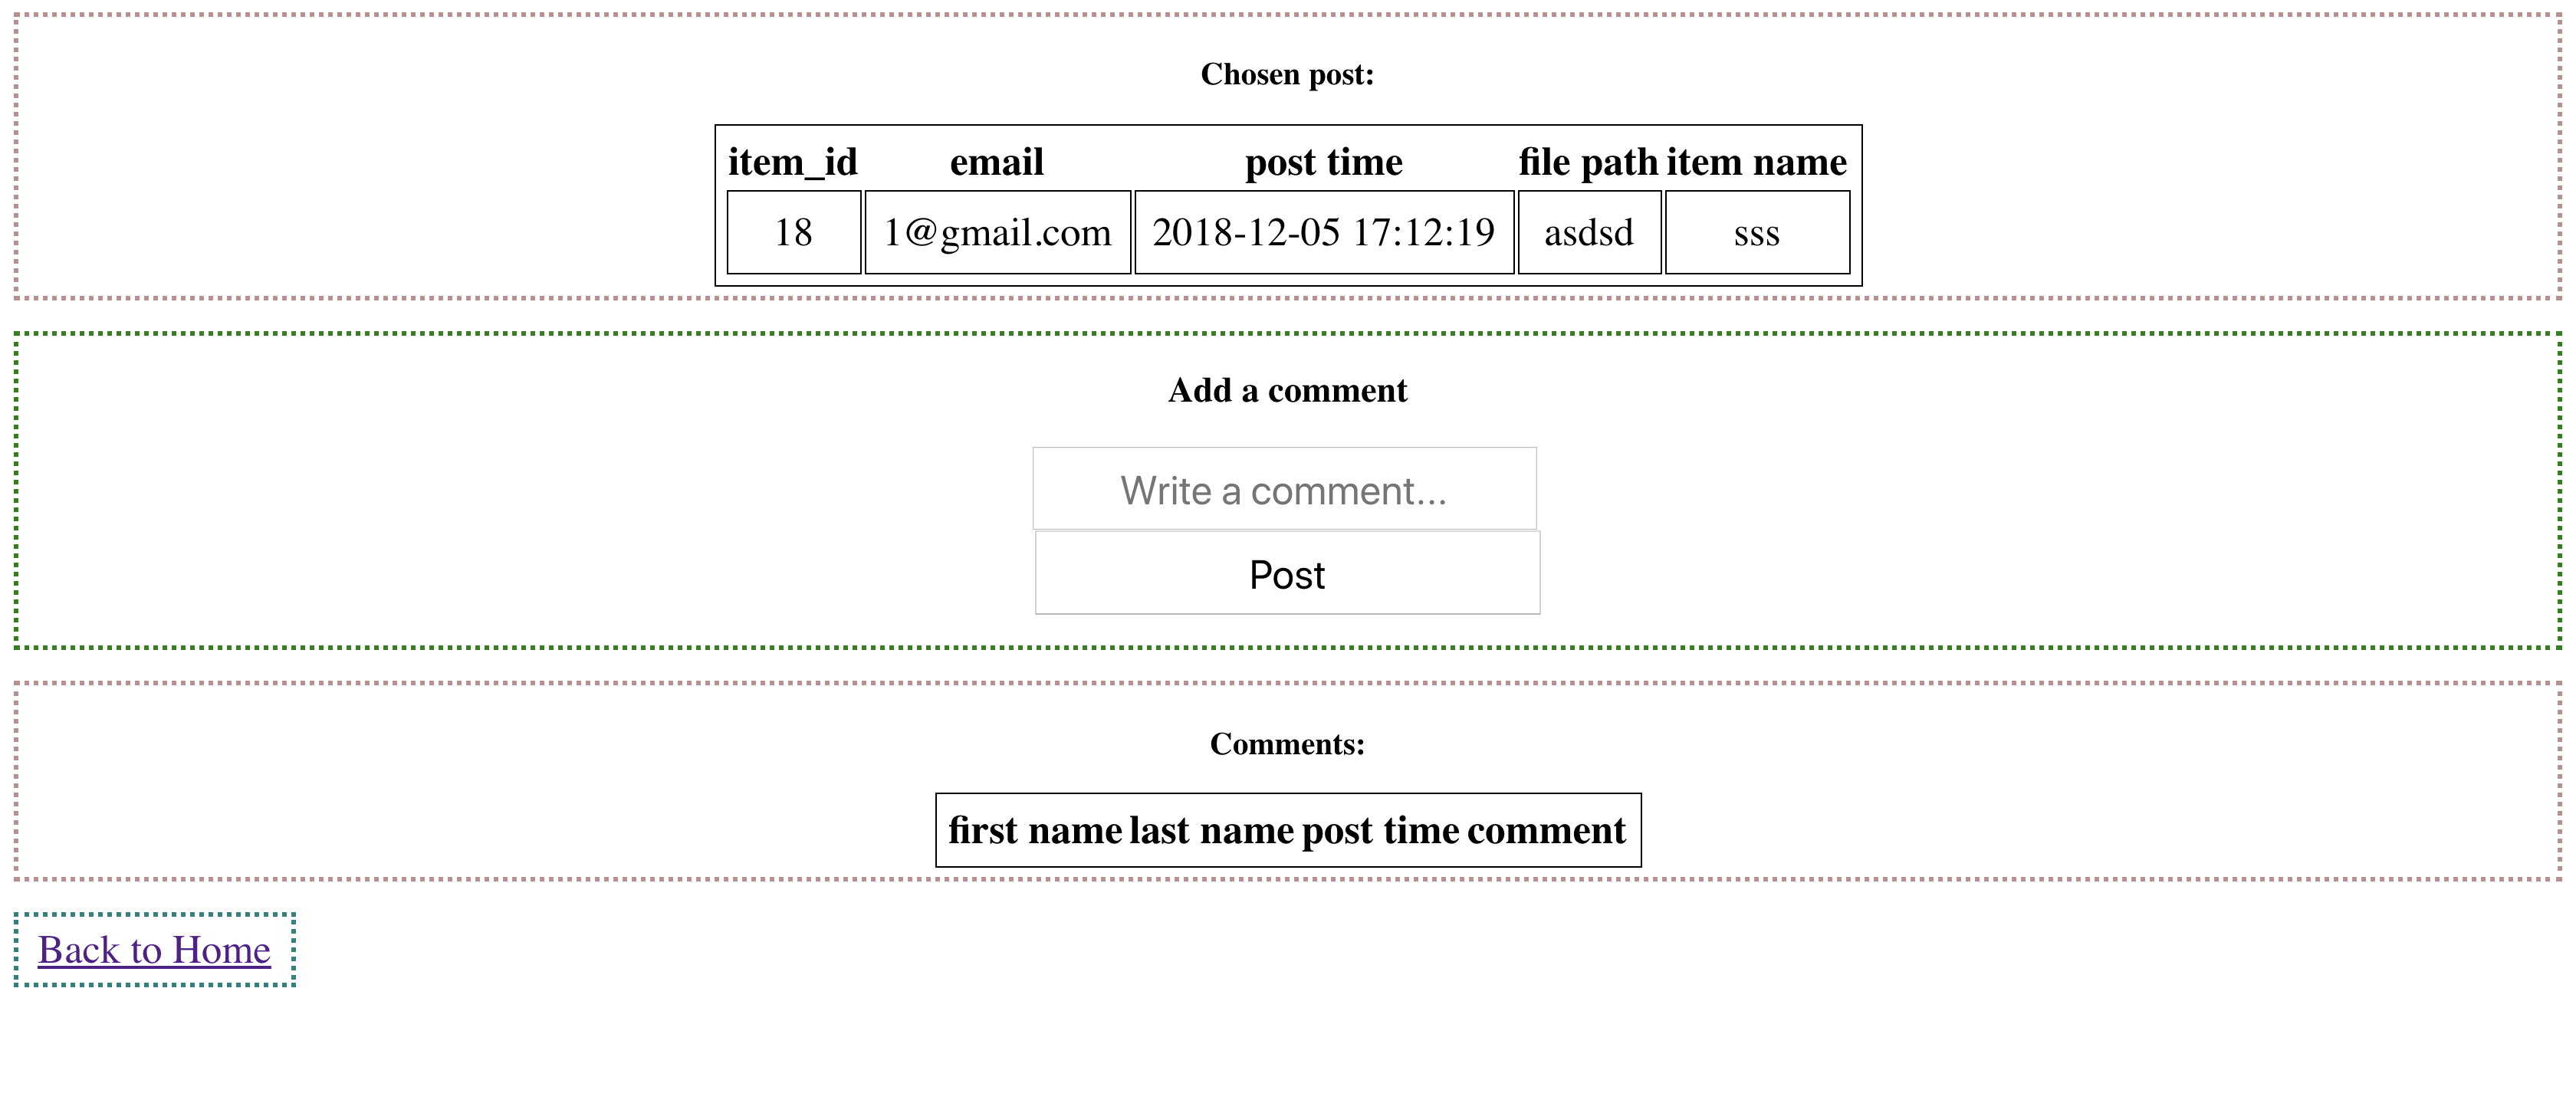 Chosen post:
item_id email post time file path item name
18 1@gmail.com 2018-12-05 17:12:19 asdsd sss
Add a comment
Write a comment...
Post
Comments:
first name last name post time comment
Back to Home